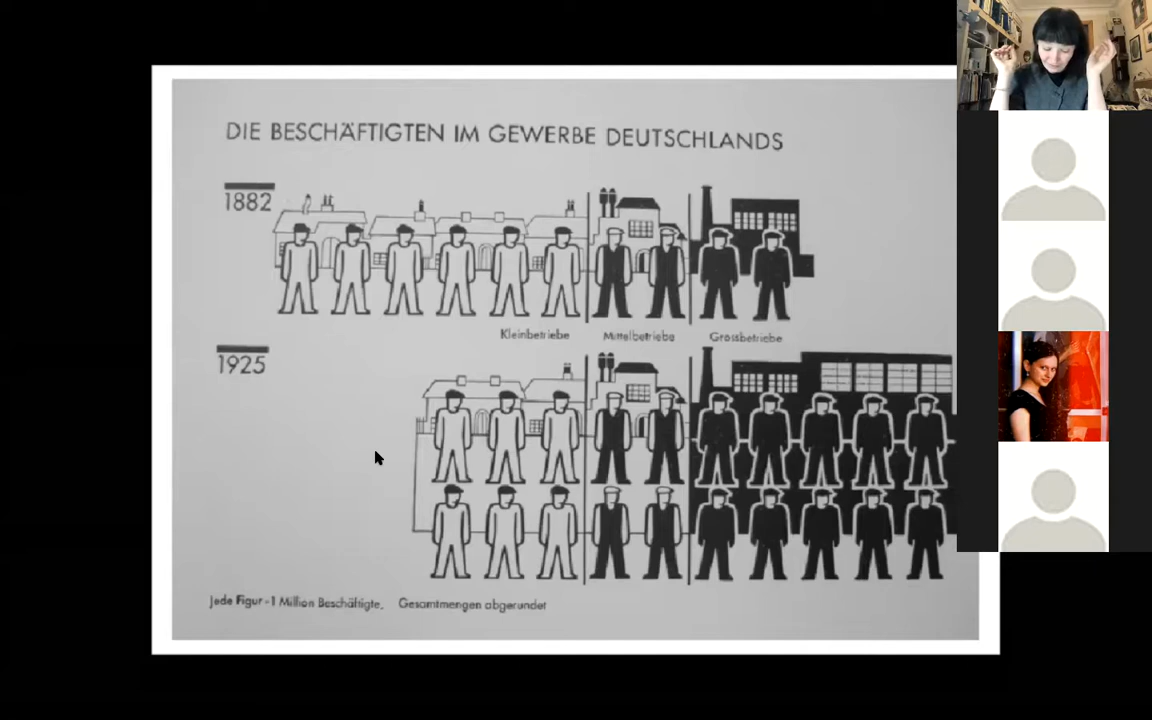 DIE BESCHÄFTIGTEN IM GEWERBE DEUTSCHLANDS
1882
Kleinbetriebe Mittelbetriebe Grossbetriebe
1925
Jede Figur = 1 Million Beschäftigte, Gesamtmengen abgerundet